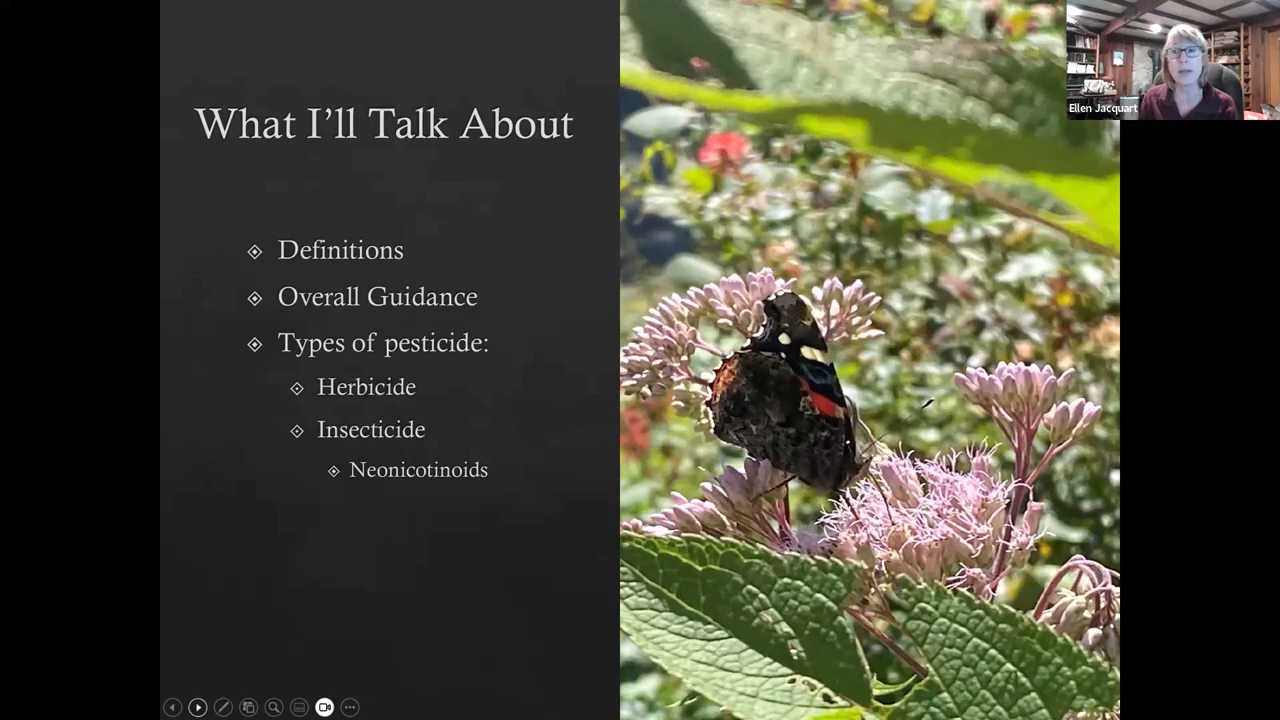 What I'll Talk About
Definitions
Overall Guidance
Types of pesticide:
Herbicide
Insecticide
Neonicotinoids
Ellen Jacquart